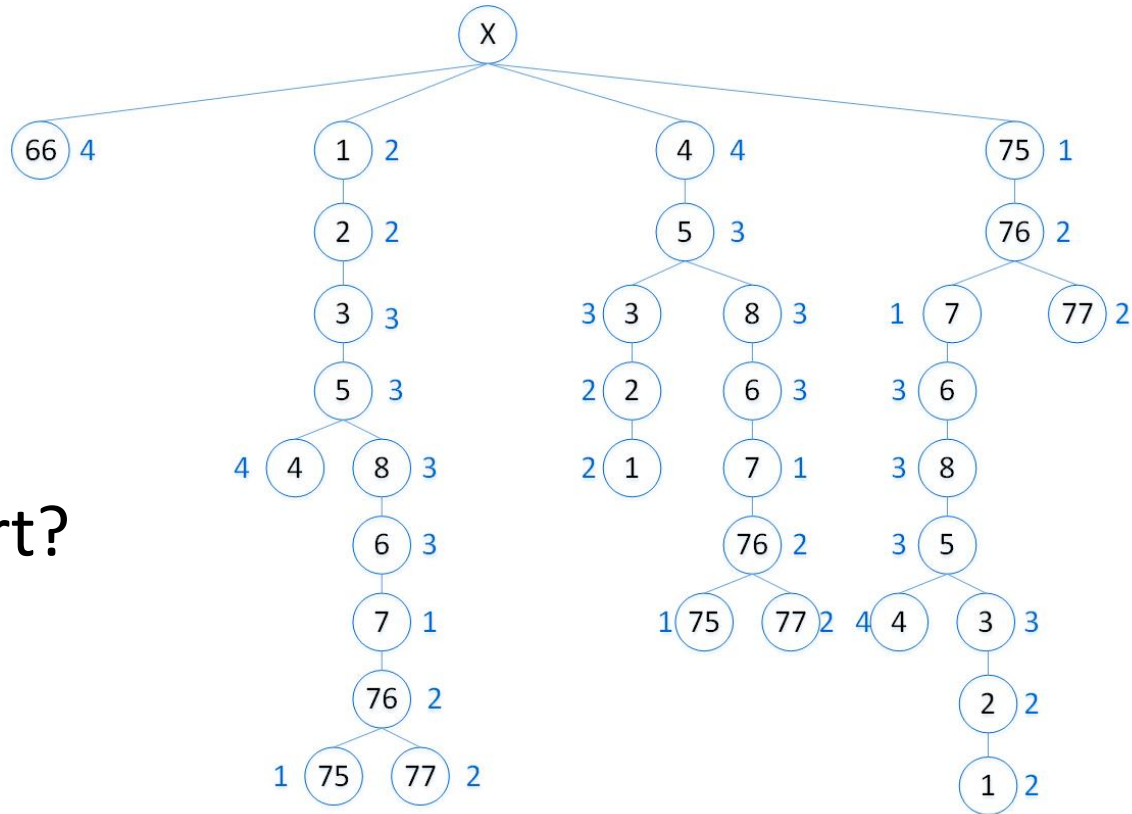 X
66 4 1 2 4 4 75 1
2 2 5 3 76 2
3 3 3 3 8 3 1 7 77 2
5 3 2 2 6 3 3 6
4 4 8 3 2 1 7 1 3 8
rt?
6 3 76 2 3 5
7 1 1 75 77 2 4 4 3 3
76 2 2 2
1 75 77 2 1 2